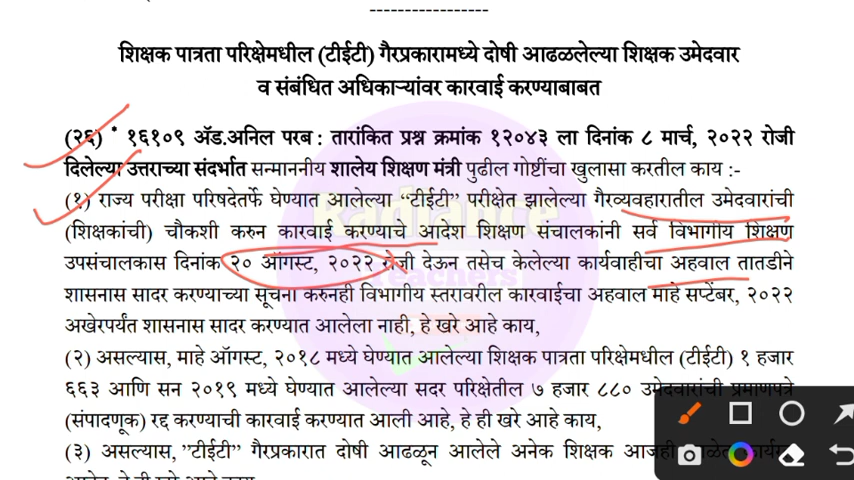 -----------------
शिक्षक पात्रता परिक्षेमधील (टीईटी) गैरप्रकारामध्ये दोषी आढळलेल्या शिक्षक उमेदवार
व संबंधित अधिकाऱ्यांवर कारवाई करण्याबाबत
(२६) * १६१०९ ॲड.अनिल परब : तारांकित प्रश्न क्रमांक १२०४३ ला दिनांक ८ मार्च, २०२२ रोजी
दिलेल्या उत्तराच्या संदर्भात सन्माननीय शालेय शिक्षण मंत्री पुढील गोष्टींचा खुलासा करतील काय :-
(१) राज्य परीक्षा परिषदेतर्फे घेण्यात आलेल्या “टीईटी” परीक्षेत झालेल्या गैरव्यवहारातील उमेदवारांची
(शिक्षकांची) चौकशी करुन कारवाई करण्याचे आदेश शिक्षण संचालकांनी सर्व विभागीय शिक्षण
उपसंचालकास दिनांक २० ऑगस्ट, २०२२ रोजी देऊन तसेच केलेल्या कार्यवाहीचा अहवाल तातडीने
शासनास सादर करण्याच्या सूचना करुनही विभागीय स्तरावरील कारवाईचा अहवाल माहे सप्टेंबर, २०२२
अखेरपर्यंत शासनास सादर करण्यात आलेला नाही, हे खरे आहे काय,
(२) असल्यास, माहे ऑगस्ट, २०१८ मध्ये घेण्यात आलेल्या शिक्षक पात्रता परिक्षेमधील (टीईटी) १ हजार
६६३ आणि सन २०१९ मध्ये घेण्यात आलेल्या सदर परिक्षेतील ७ हजार ८८० उमेदवारांची प्रमाणपत्रे
(संपादणूक) रद्द करण्याची कारवाई करण्यात आली आहे, हे ही खरे आहे काय,
(३) असल्यास, ”टीईटी” गैरप्रकारात दोषी आढळून आलेले अनेक शिक्षक आजही
Radiance
Teachers